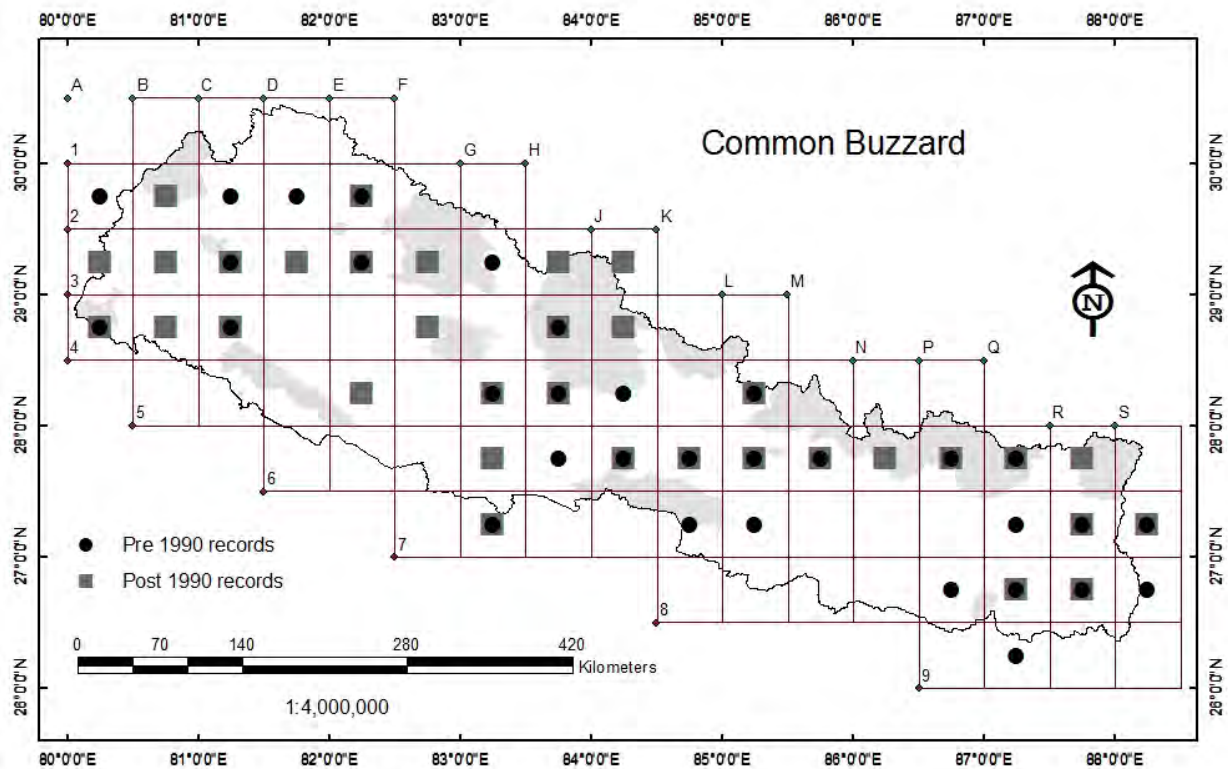 80°0'0"E 81°0'0"E 82°0'0"E 83°0'0"E 84°0'0"E 85°0'0"E 86°0'0"E 87°0'0"E 88°0'0"E
A B C D E F
Common Buzzard
1 G H
30°0'0"N 30°0'0"N
2 J K
3 L M
29°0'0"N 29°0'0"N
N
4 N P Q
5 R S
28°0'0"N 28°0'0"N
6
Pre 1990 records
7
27°0'0"N 27°0'0"N
Post 1990 records
8
0 70 140 280 420
Kilometers
9
26°0'0"N 26°0'0"N
1:4,000,000
80°0'0"E 81°0'0"E 82°0'0"E 83°0'0"E 84°0'0"E 85°0'0"E 86°0'0"E 87°0'0"E 88°0'0"E